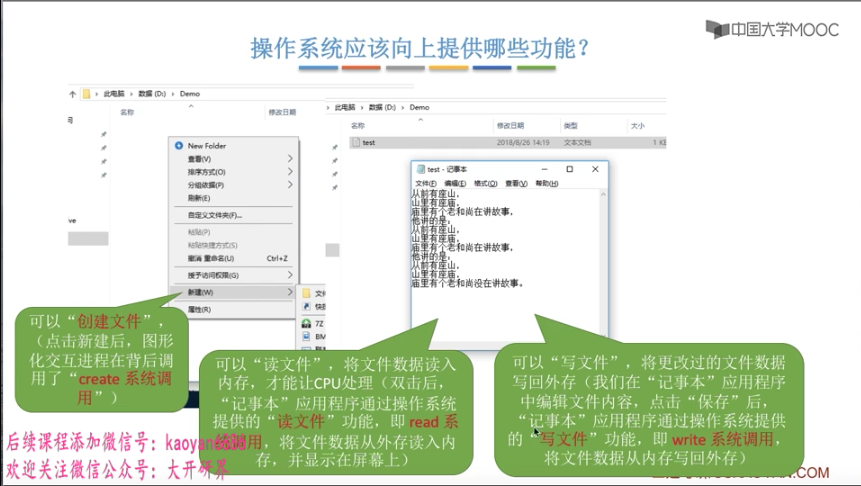 中国大学MOOC
操作系统应该向上提供哪些功能？
此电脑 › 数据 (D:) › Demo
名称
修改日期
New Folder
查看(V)
排序方式(O)
分组依据(P)
刷新(E)
自定义文件夹(F)...
粘贴(P)
粘贴快捷方式(S)
撤消 重命名(U) Ctrl+Z
授予访问权限(G)
新建(W)
属性(R)
ve
7Z
此电脑 › 数据 (D:) › Demo
名称 修改日期 类型 大小
test 2018/8/26 14:19 文本文档 1 KE
test - 记事本
文件(F) 编辑(E) 格式(O) 查看(V) 帮助(H)
从前有座山，
山里有座庙，
庙里有个老和尚在讲故事，
他讲的是：
从前有座山，
山里有座庙，
庙里有个老和尚在讲故事，
他讲的是：
从前有座山，
山里有座庙，
庙里有个老和尚没在讲故事。
可以“创建文件”，
（点击新建后，图形
化交互进程在背后调
用了“create 系统调
用”）
可以“读文件”，将文件数据读入
内存，才能让CPU处理（双击后，
“记事本”应用程序通过操作系统
提供的“读文件”功能，即 read 系
用，将文件数据从外存读入内
存，并显示在屏幕上）
可以“写文件”，将更改过的文件数据
写回外存（我们在“记事本”应用程序
中编辑文件内容，点击“保存”后，
“记事本”应用程序通过操作系统提供
的“写文件”功能，即 write 系统调用，
将文件数据从内存写回外存）
后续课程添加微信号：
欢迎关注微信公众号：大开研界